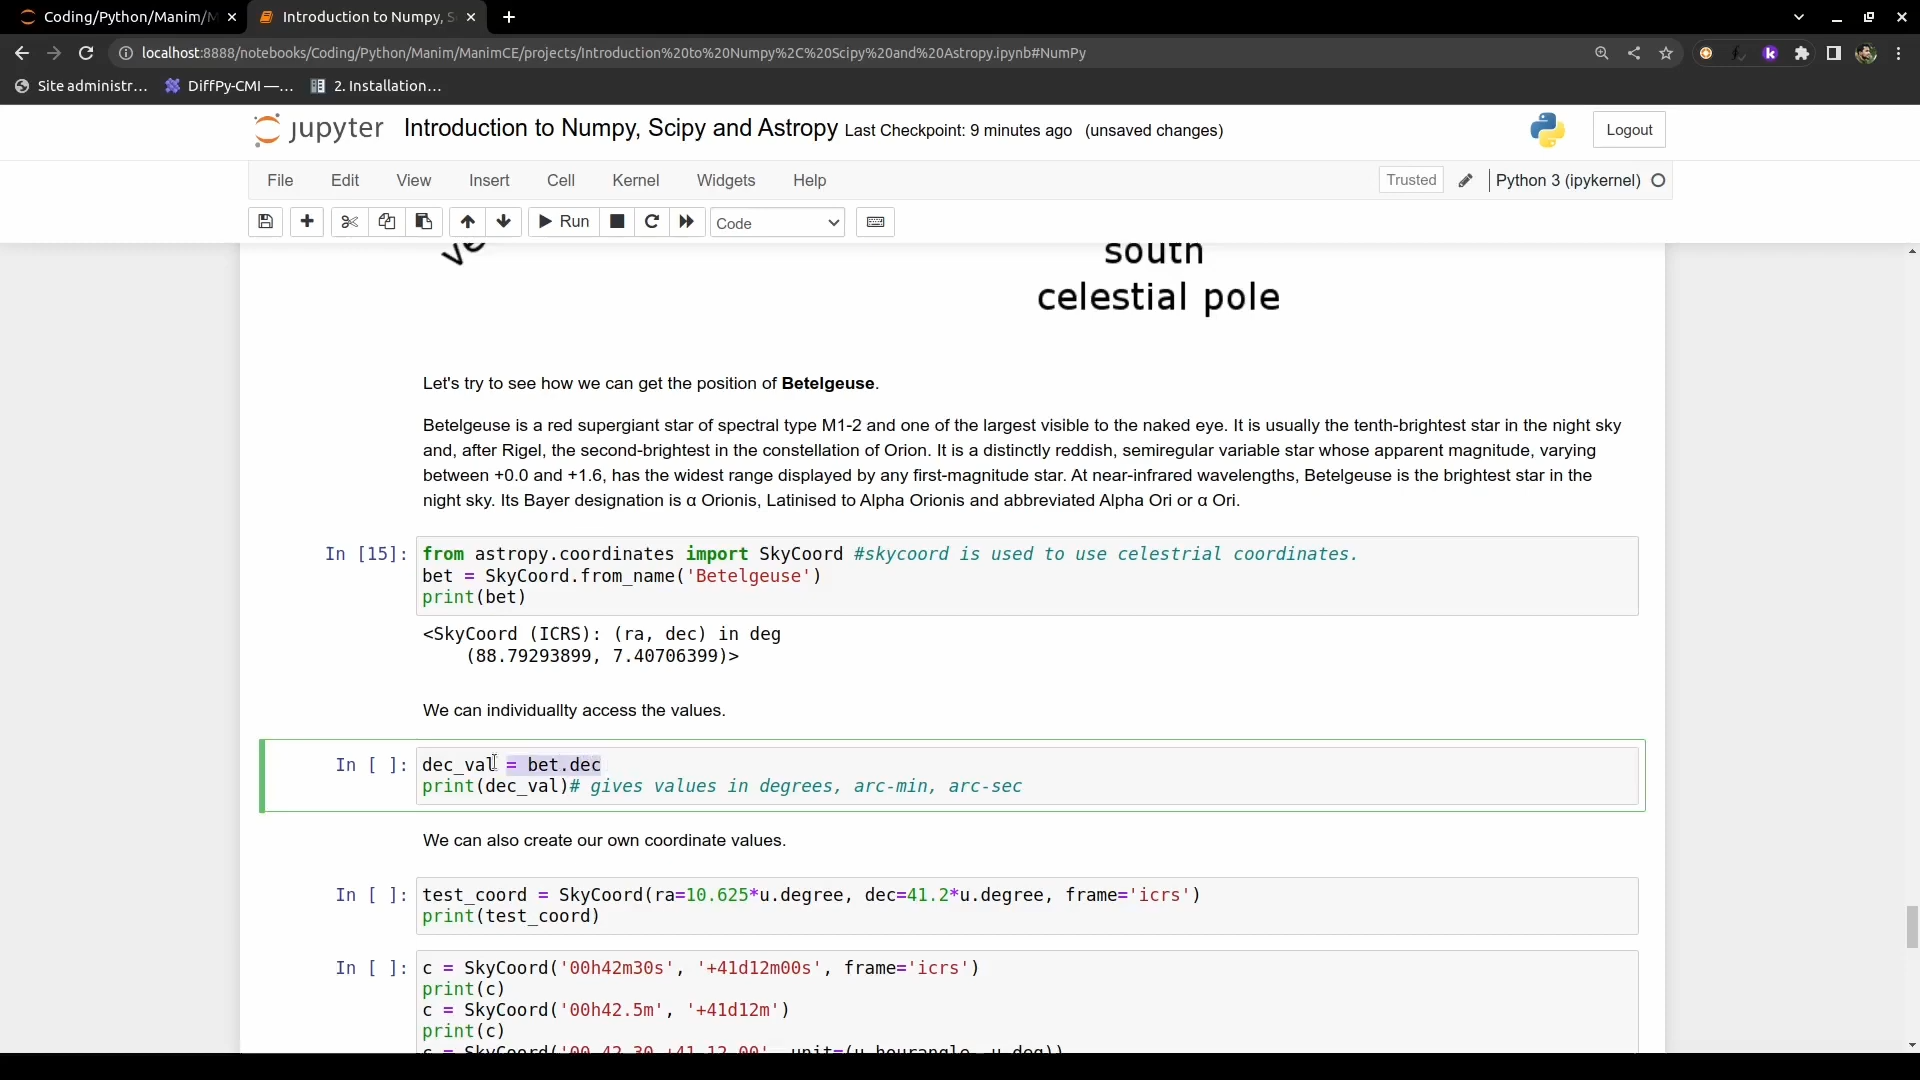 Coding/Python/Manim/M
Introduction to Numpy, S
localhost:8888/notebooks/Coding/Python/Manim/ManimCE/projects/Introduction%20to%20Numpy%2C%20Scipy%20and%20Astropy.ipynb#NumPy
Site administr…
DiffPy-CMI —…
2. Installation…
jupyter
Introduction to Numpy, Scipy and Astropy Last Checkpoint: 9 minutes ago (unsaved changes)
Logout
File Edit View Insert Cell Kernel Widgets Help
Trusted
Python 3 (ipykernel)
Run
Code
south
celestial pole
Let's try to see how we can get the position of Betelgeuse.
Betelgeuse is a red supergiant star of spectral type M1-2 and one of the largest visible to the naked eye. It is usually the tenth-brightest star in the night sky
and, after Rigel, the second-brightest in the constellation of Orion. It is a distinctly reddish, semiregular variable star whose apparent magnitude, varying
between +0.0 and +1.6, has the widest range displayed by any first-magnitude star. At near-infrared wavelengths, Betelgeuse is the brightest star in the
night sky. Its Bayer designation is α Orionis, Latinised to Alpha Orionis and abbreviated Alpha Ori or α Ori.
In [15]: from astropy.coordinates import SkyCoord #skycoord is used to use celestrial coordinates.
bet = SkyCoord.from_name('Betelgeuse')
print(bet)
<SkyCoord (ICRS): (ra, dec) in deg
(88.79293899, 7.40706399)>
We can individuallty access the values.
In [ ]: dec_val = bet.dec
print(dec_val)# gives values in degrees, arc-min, arc-sec
We can also create our own coordinate values.
In [ ]: test_coord = SkyCoord(ra=10.625*u.degree, dec=41.2*u.degree, frame='icrs')
print(test_coord)
In [ ]: c = SkyCoord('00h42m30s', '+41d12m00s', frame='icrs')
print(c)
c = SkyCoord('00h42.5m', '+41d12m')
print(c)
c = SkyCoord('00 42 30 +41 12 00', unit=(u.hourangle, u.deg))